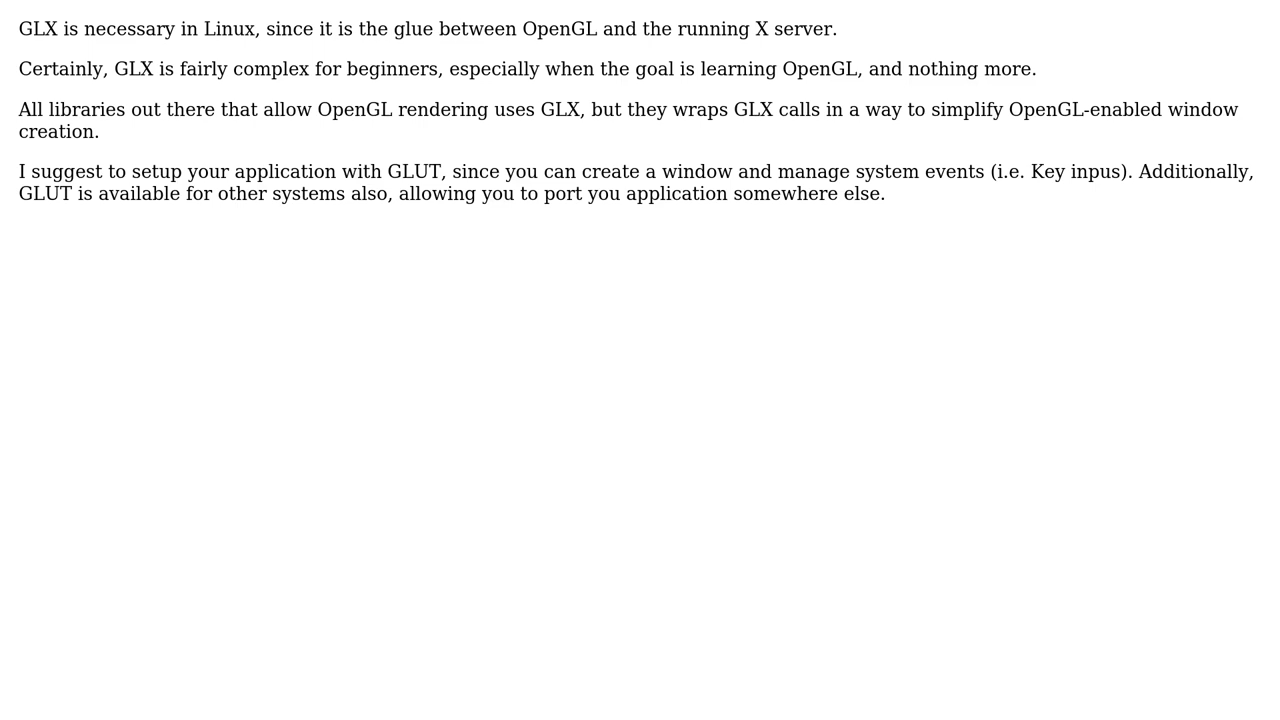 GLX is necessary in Linux, since it is the glue between OpenGL and the running X server.
Certainly, GLX is fairly complex for beginners, especially when the goal is learning OpenGL, and nothing more.
All libraries out there that allow OpenGL rendering uses GLX, but they wraps GLX calls in a way to simplify OpenGL-enabled window
creation.
I suggest to setup your application with GLUT, since you can create a window and manage system events (i.e. Key inpus). Additionally,
GLUT is available for other systems also, allowing you to port you application somewhere else.